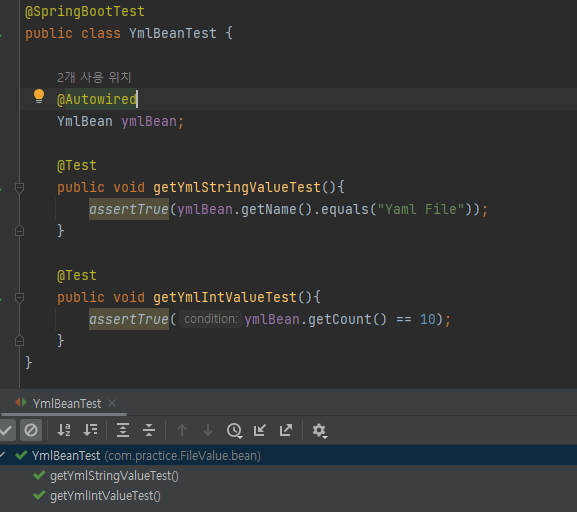 @SpringBootTest
public class YmlBeanTest {
2개 사용 위치
@Autowired
YmlBean ymlBean;
@Test
public void getYmlStringValueTest(){
assertTrue(ymlBean.getName().equals("Yaml File"));
}
@Test
public void getYmlIntValueTest(){
assertTrue( condition: ymlBean.getCount() == 10);
}
}
YmlBeanTest ×
YmlBeanTest (com.practice.FileValue.bean)
getYmlStringValueTest()
getYmlIntValueTest()